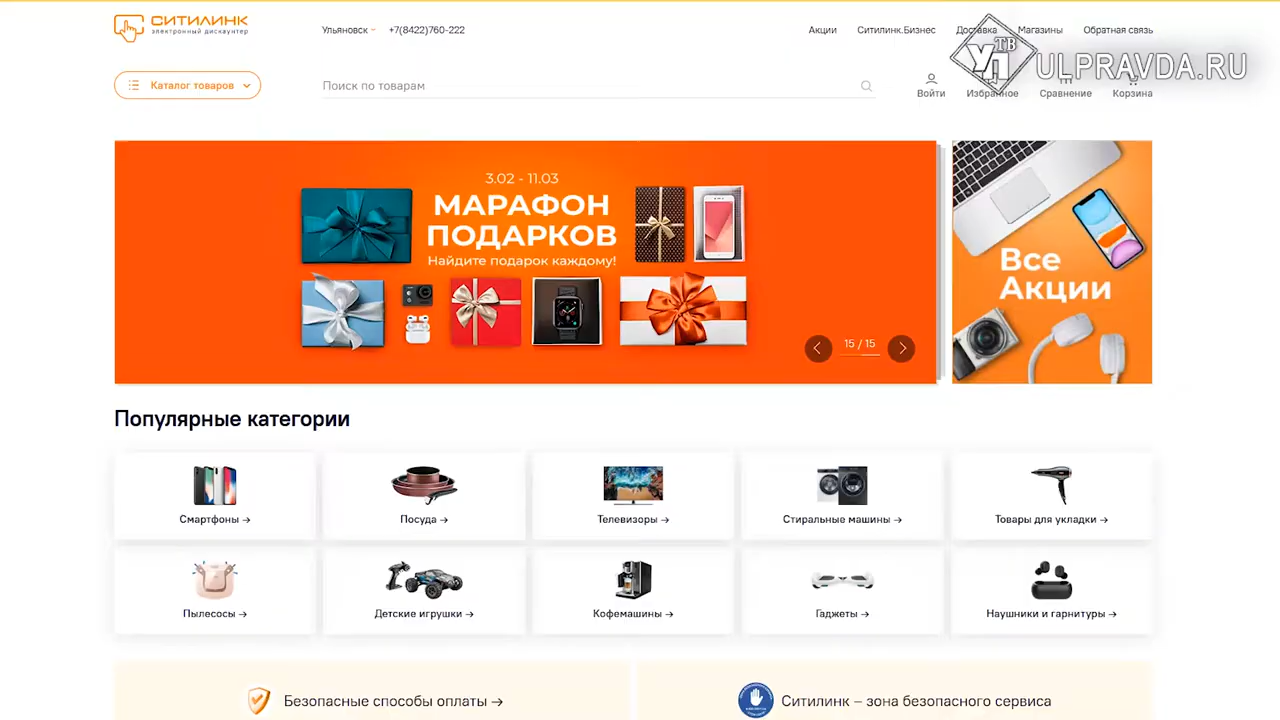 СИТИЛИНК
электронный дискаунтер
Ульяновск
+7(8422)760-222
Акции
Ситилинк.Бизнес
Доставка
Магазины
Обратная связь
УП ТВ
ULPRAVDA.RU
Каталог товаров
Поиск по товарам
Войти
Избранное
Сравнение
Корзина
3.02 - 11.03
МАРАФОН
ПОДАРКОВ
Найдите подарок каждому!
15 / 15
Все
Акции
Популярные категории
Смартфоны →
Посуда →
Телевизоры →
Стиральные машины →
Товары для укладки →
Пылесосы →
Детские игрушки →
Кофемашины →
Гаджеты →
Наушники и гарнитуры →
Безопасные способы оплаты →
Ситилинк – зона безопасного сервиса